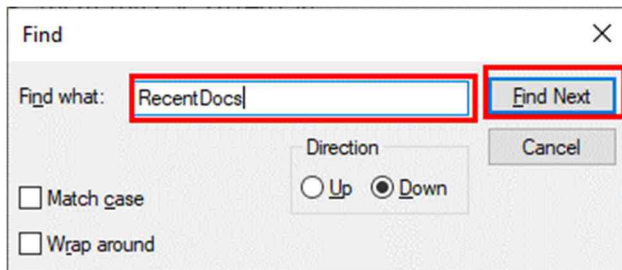 Find
Find what: RecentDocs Find Next
Direction Cancel
Up Down
Match case
Wrap around